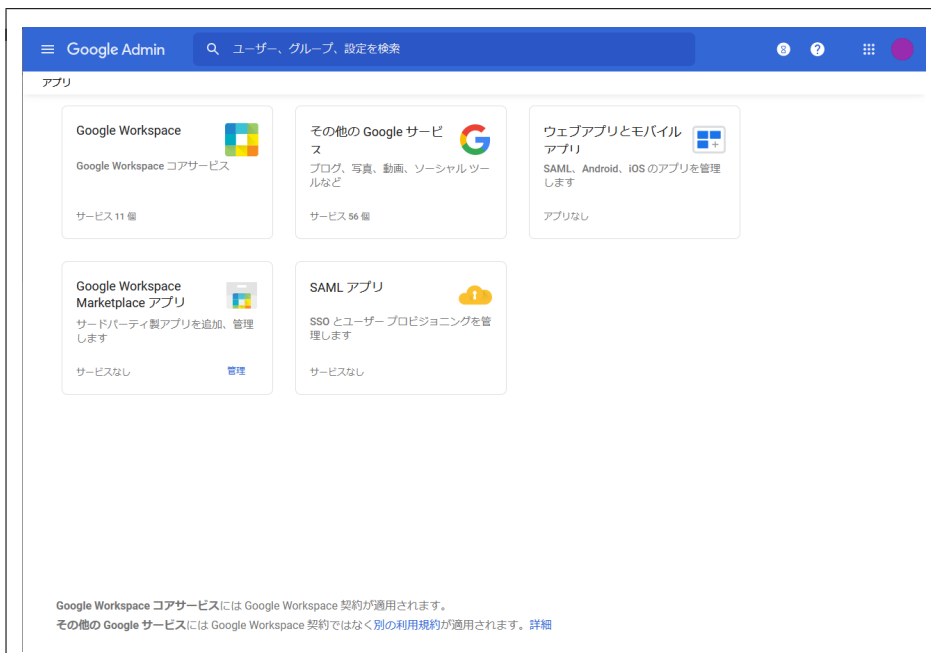 Google Admin
ユーザー、グループ、設定を検索
アプリ
Google Workspace
Google Workspace コアサービス
サービス 11 個
その他の Google サービ
ス
ブログ、写真、動画、ソーシャル ツー
ルなど
サービス 56 個
ウェブアプリとモバイル
アプリ
SAML、Android、iOS のアプリを管理
します
アプリなし
Google Workspace
Marketplace アプリ
サードパーティ製アプリを追加、管理
します
サービスなし
管理
SAML アプリ
SSO とユーザー プロビジョニングを管
理します
サービスなし
Google Workspace コアサービスには Google Workspace 契約が適用されます。
その他の Google サービスには Google Workspace 契約ではなく別の利用規約が適用されます。詳細